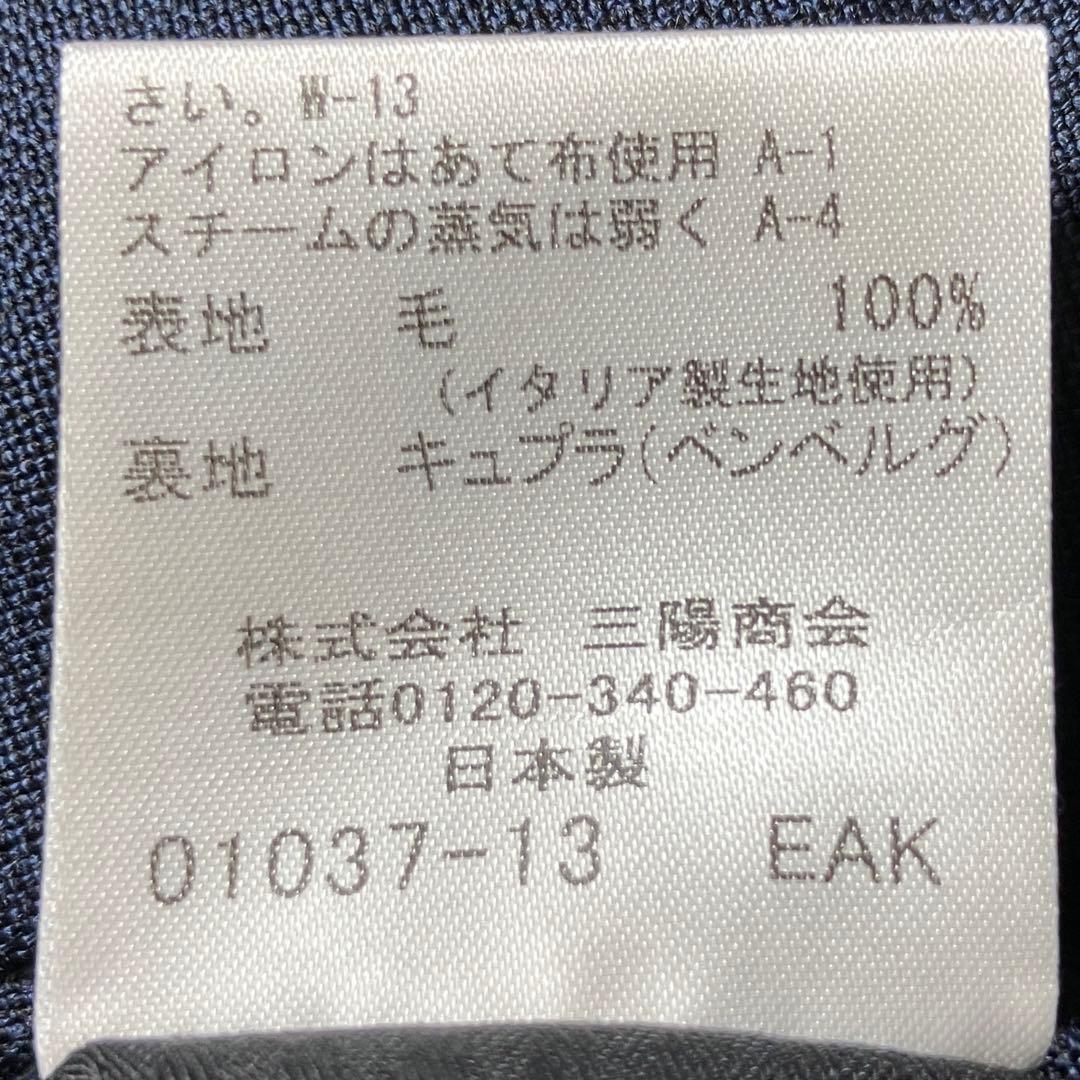 さい。W-13
アイロンはあて布使用 A-1
スチームの蒸気は弱く A-4
表地 毛 100%
(イタリア製生地使用)
裏地 キュプラ(ベンベルグ)
株式会社 三陽商会
電話0120-340-460
日本製
01037-13 EAK